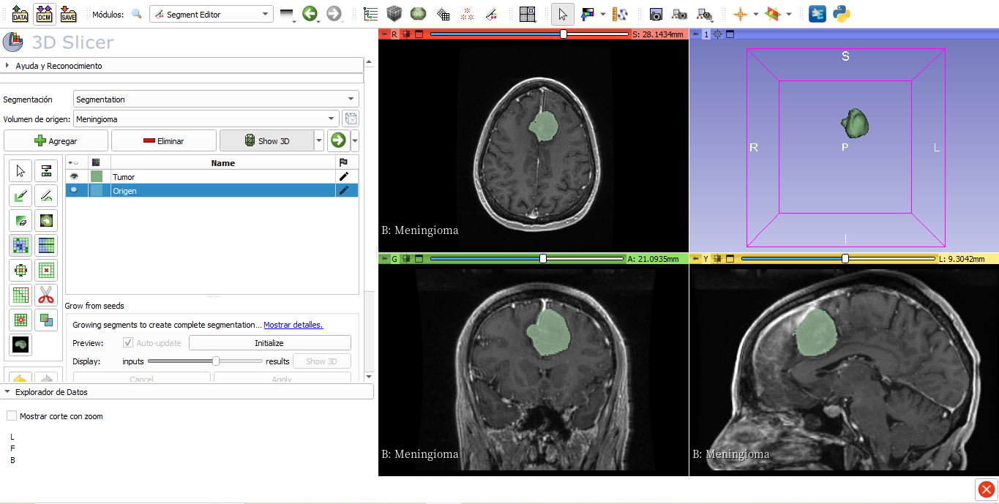 DATA DCM SAVE Módulos: Segment Editor
3D Slicer
Ayuda y Reconocimiento
Segmentación Segmentation
Volumen de origen: Meningioma
Agregar Eliminar Show 3D
Name
Tumor
Origen
Grow from seeds
Growing segments to create complete segmentation... Mostrar detalles.
Preview: Auto-update Initialize
Display: inputs results Show 3D
Cancel Apply
Explorador de Datos
Mostrar corte con zoom
L
F
B
R S: 28.1434mm
B: Meningioma
1
S
R P L
I
G A: 21.0935mm
B: Meningioma
Y L: 9.3042mm
B: Meningioma